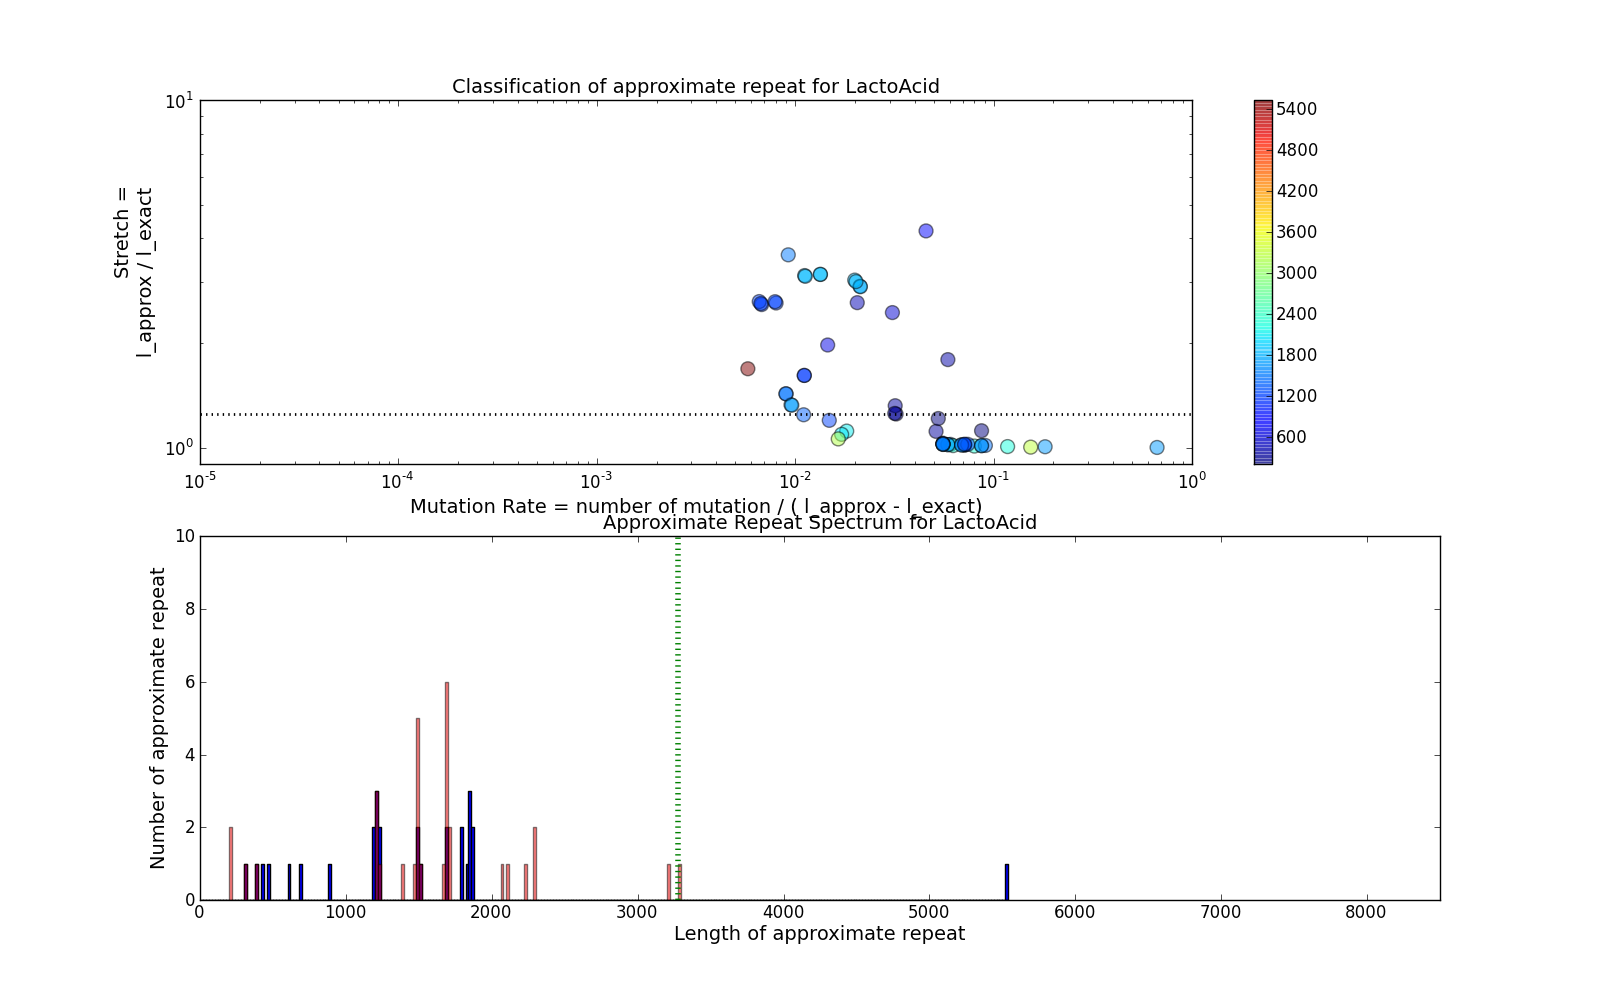 Classification of approximate repeat for LactoAcid
10^1
10^0
Stretch =
l_approx / l_exact
10^-5 10^-4 10^-3 10^-2 10^-1 10^0
Mutation Rate = number of mutation / ( l_approx - l_exact)
5400
4800
4200
3600
3000
2400
1800
1200
600
Approximate Repeat Spectrum for LactoAcid
10
8
6
4
2
0
Number of approximate repeat
0 1000 2000 3000 4000 5000 6000 7000 8000
Length of approximate repeat